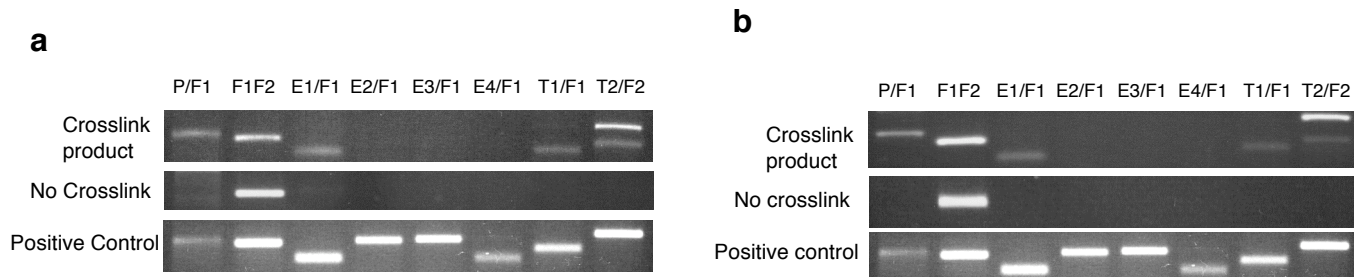 a
P/F1 F1F2 E1/F1 E2/F1 E3/F1 E4/F1 T1/F1 T2/F2
Crosslink
product
No Crosslink
Positive Control
b
P/F1 F1F2 E1/F1 E2/F1 E3/F1 E4/F1 T1/F1 T2/F2
Crosslink
product
No crosslink
Positive control